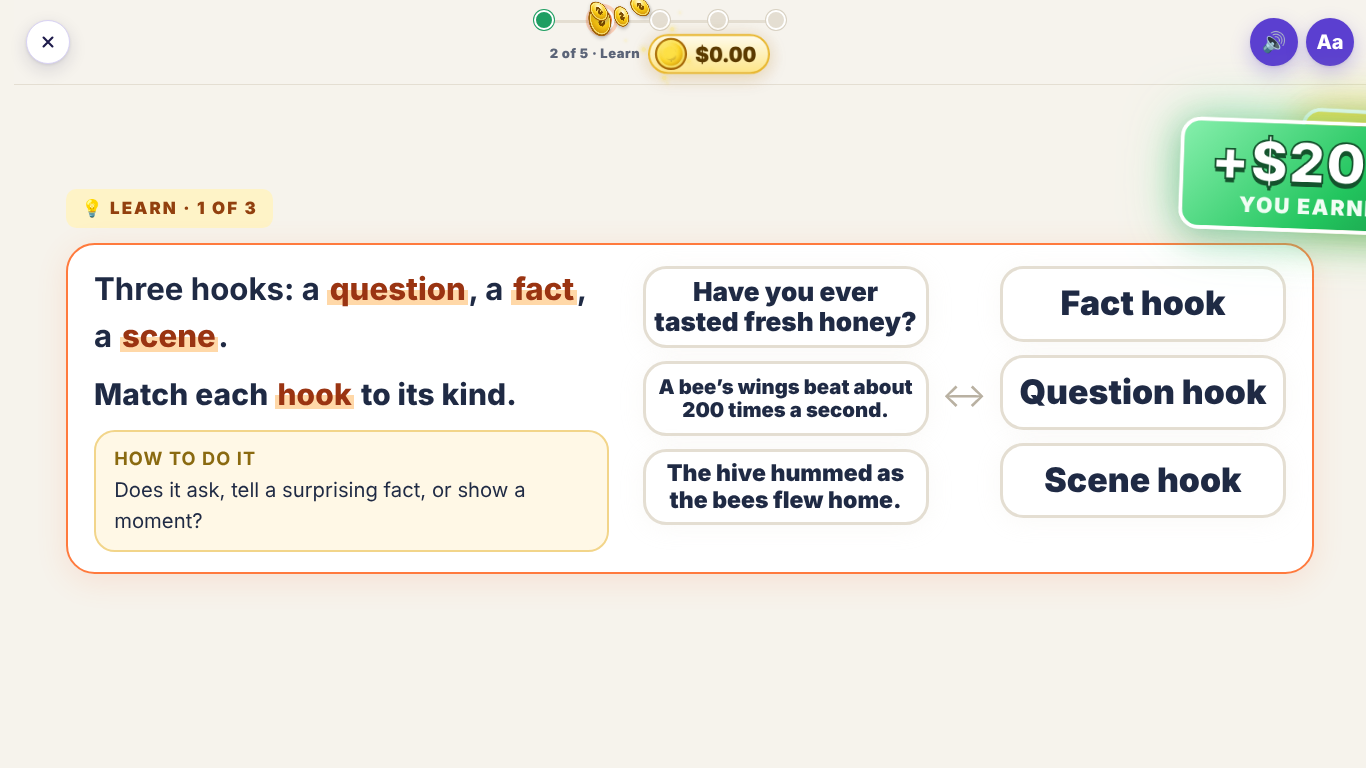 2 of 5 · Learn
$0.00
Aa
+$20
YOU EARN
💡 LEARN · 1 OF 3
Three hooks: a question, a fact,
a scene.
Match each hook to its kind.
HOW TO DO IT
Does it ask, tell a surprising fact, or show a
moment?
Have you ever
tasted fresh honey?
A bee’s wings beat about
200 times a second.
The hive hummed as
the bees flew home.
Fact hook
Question hook
Scene hook